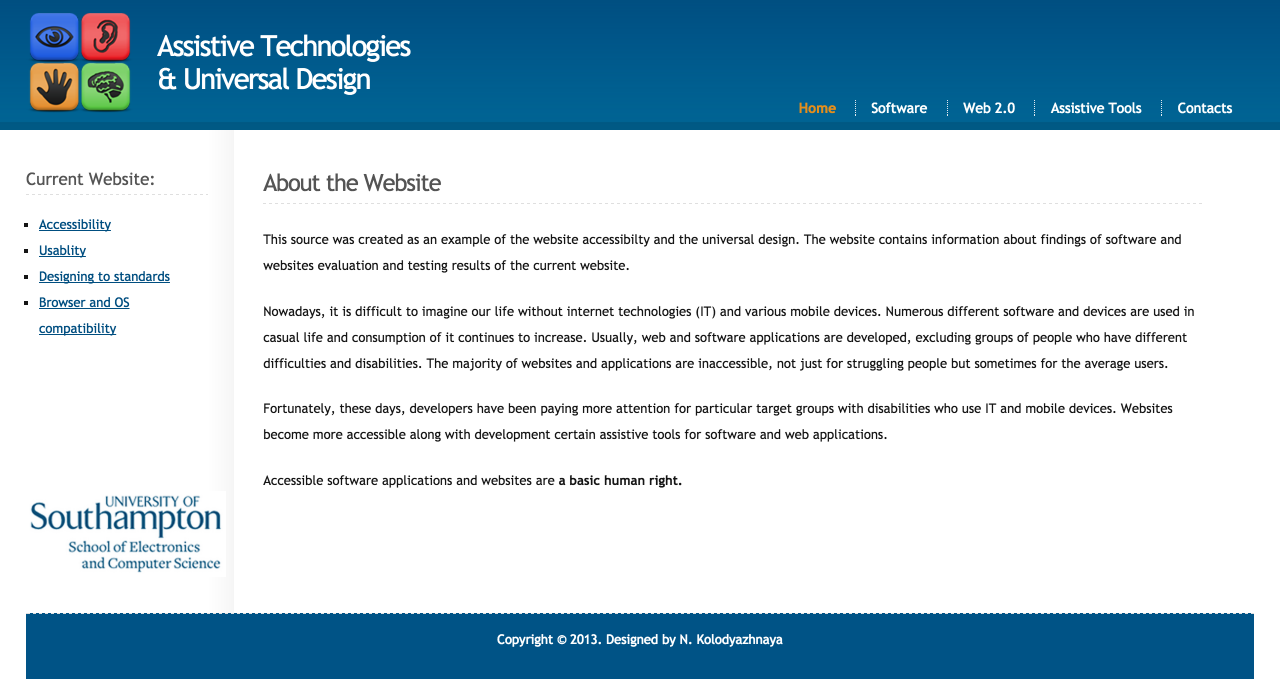 Assistive Technologies
& Universal Design
Home
Software
Web 2.0
Assistive Tools
Contacts
Current Website:
Accessibility
Usablity
Designing to standards
Browser and OS
compatibility
UNIVERSITY OF
Southampton
School of Electronics
and Computer Science
About the Website
This source was created as an example of the website accessibilty and the universal design. The website contains information about findings of software and
websites evaluation and testing results of the current website.
Nowadays, it is difficult to imagine our life without internet technologies (IT) and various mobile devices. Numerous different software and devices are used in
casual life and consumption of it continues to increase. Usually, web and software applications are developed, excluding groups of people who have different
difficulties and disabilities. The majority of websites and applications are inaccessible, not just for struggling people but sometimes for the average users.
Fortunately, these days, developers have been paying more attention for particular target groups with disabilities who use IT and mobile devices. Websites
become more accessible along with development certain assistive tools for software and web applications.
Accessible software applications and websites are a basic human right.
Copyright © 2013. Designed by N. Kolodyazhnaya